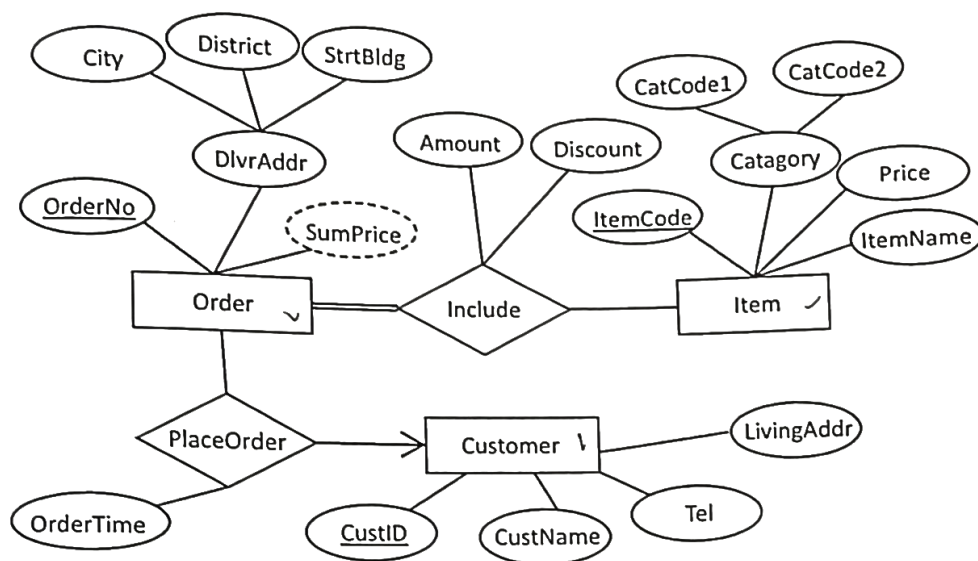 City
District
StrtBldg
DlvrAddr
OrderNo
SumPrice
Order
Amount
Discount
Include
CatCode1
CatCode2
Catagory
Price
ItemCode
ItemName
Item
PlaceOrder
OrderTime
Customer
LivingAddr
CustID
CustName
Tel